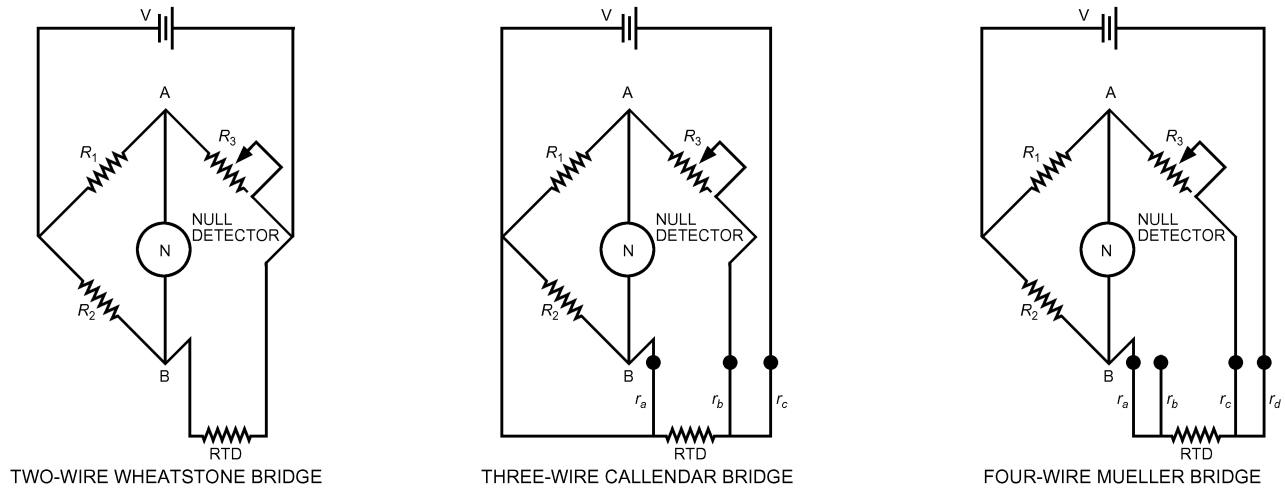 V
A
R1
R3
NULL
DETECTOR
N
R2
B
RTD
TWO-WIRE WHEATSTONE BRIDGE
V
A
R1
R3
NULL
DETECTOR
N
R2
B
ra
rb
rc
RTD
THREE-WIRE CALLENDAR BRIDGE
V
A
R1
R3
NULL
DETECTOR
N
R2
B
ra
rb
rc
rd
RTD
FOUR-WIRE MUELLER BRIDGE